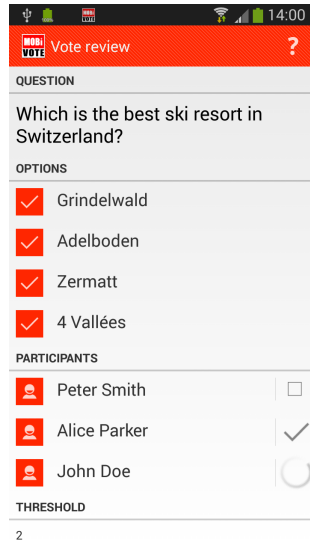 14:00
MOBI
VOTE
Vote review
?
QUESTION
Which is the best ski resort in
Switzerland?
OPTIONS
Grindelwald
Adelboden
Zermatt
4 Vallées
PARTICIPANTS
Peter Smith
Alice Parker
John Doe
THRESHOLD
2